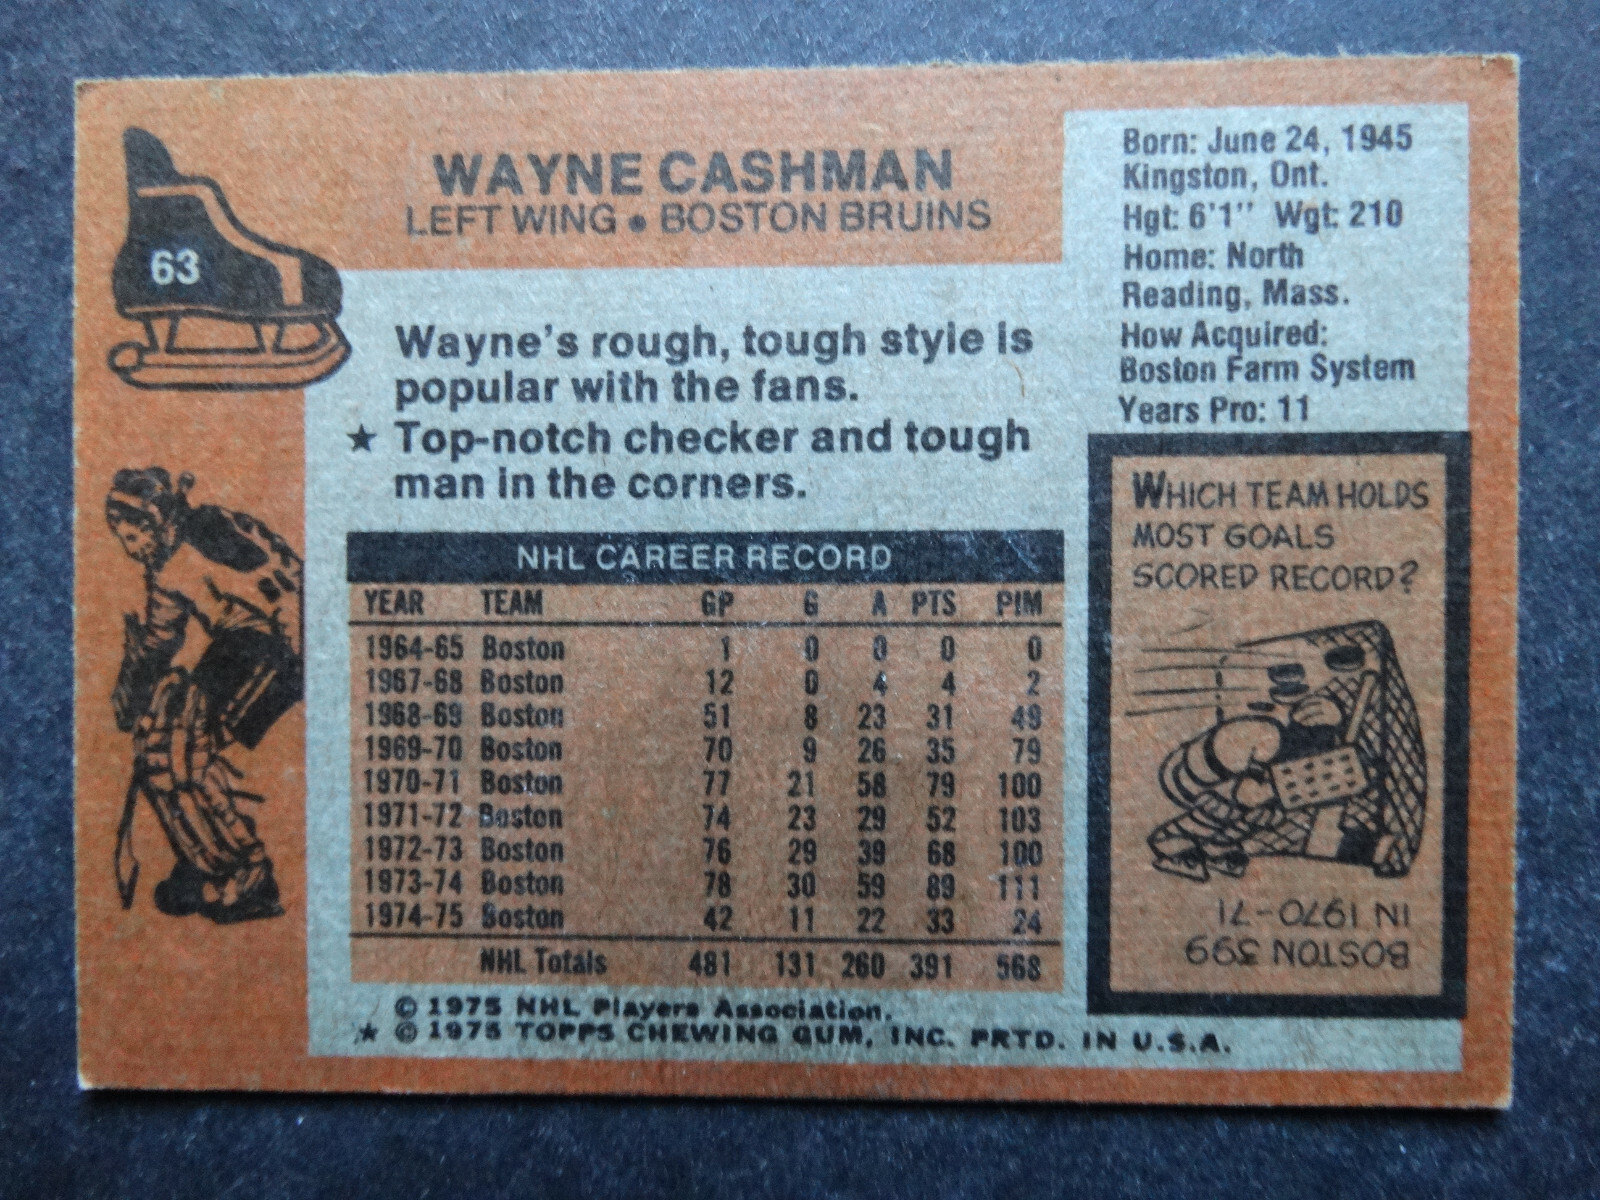 63
WAYNE CASHMAN
LEFT WING • BOSTON BRUINS
Wayne's rough, tough style is
popular with the fans.
★ Top-notch checker and tough
man in the corners.
Born: June 24, 1945
Kingston, Ont.
Hgt: 6'1" Wgt: 210
Home: North
Reading, Mass.
How Acquired:
Boston Farm System
Years Pro: 11
NHL CAREER RECORD
YEAR TEAM GP G A PTS PIM
1964-65 Boston 1 0 0 0 0
1967-68 Boston 12 0 4 4 2
1968-69 Boston 51 8 23 31 49
1969-70 Boston 70 9 26 35 79
1970-71 Boston 77 21 58 79 100
1971-72 Boston 74 23 29 52 103
1972-73 Boston 76 29 39 68 100
1973-74 Boston 78 30 59 89 111
1974-75 Boston 42 11 22 33 24
NHL Totals 481 131 260 391 568
WHICH TEAM HOLDS
MOST GOALS
SCORED RECORD?
BOSTON 399
IN 1970-71
© 1975 NHL Players Association.
★ © 1975 TOPPS CHEWING GUM, INC. PRTD. IN U.S.A.